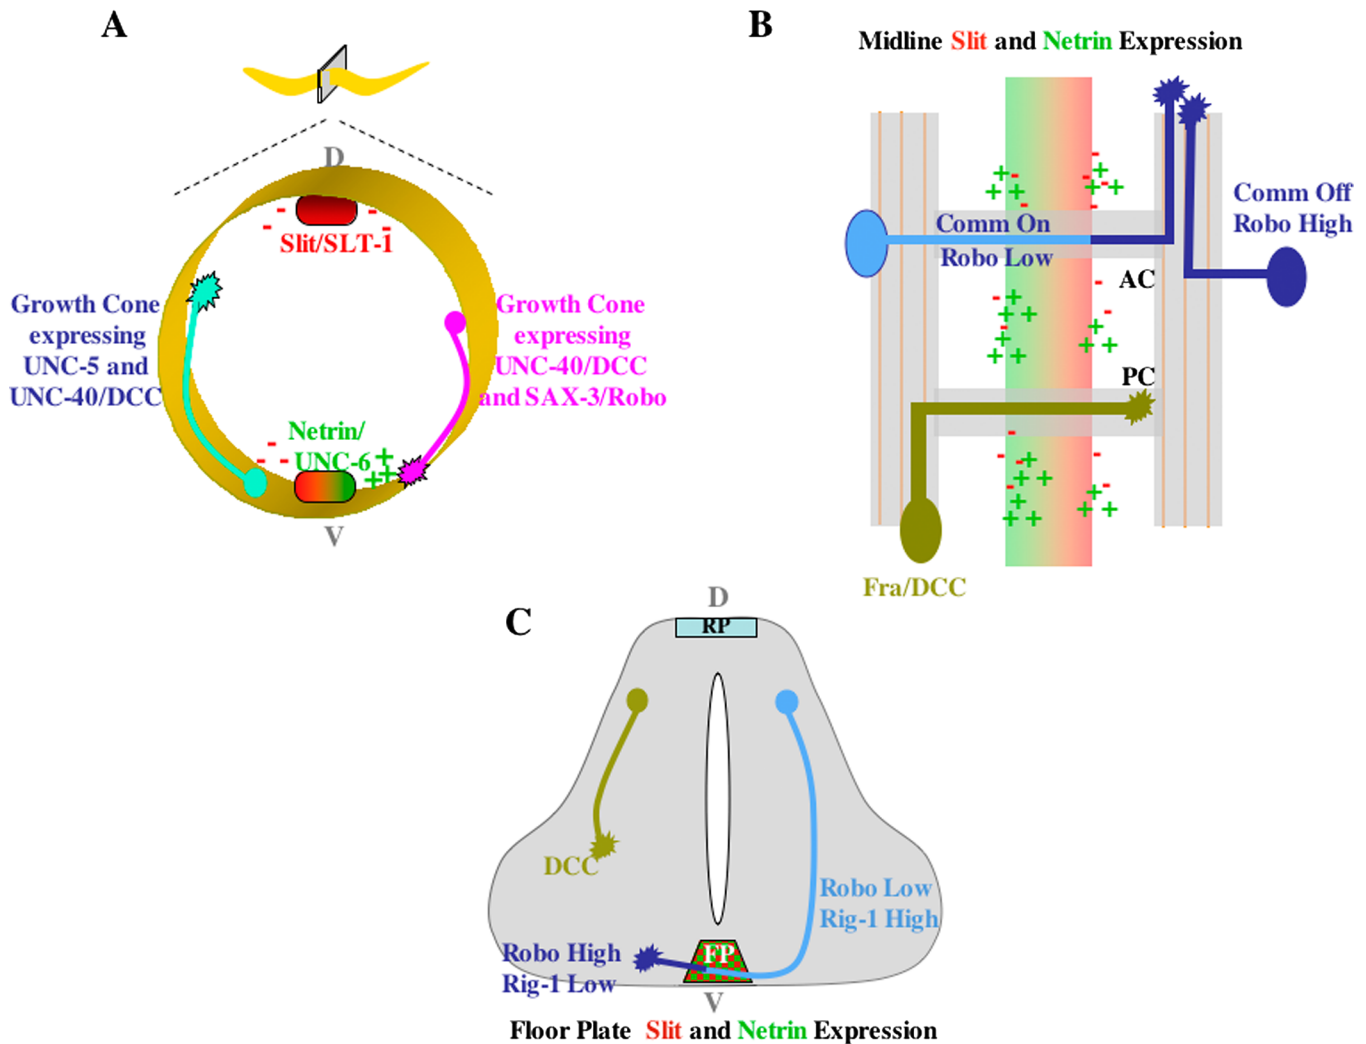 A
D
Slit/SLT-1
Growth Cone
expressing
UNC-5 and
UNC-40/DCC
Growth Cone
expressing
UNC-40/DCC
and SAX-3/Robo
Netrin/
UNC-6
V
B
Midline Slit and Netrin Expression
Comm On
Robo Low
Comm Off
Robo High
AC
PC
Fra/DCC
C
D
RP
DCC
Robo Low
Rig-1 High
Robo High
Rig-1 Low
FP
V
Floor Plate Slit and Netrin Expression